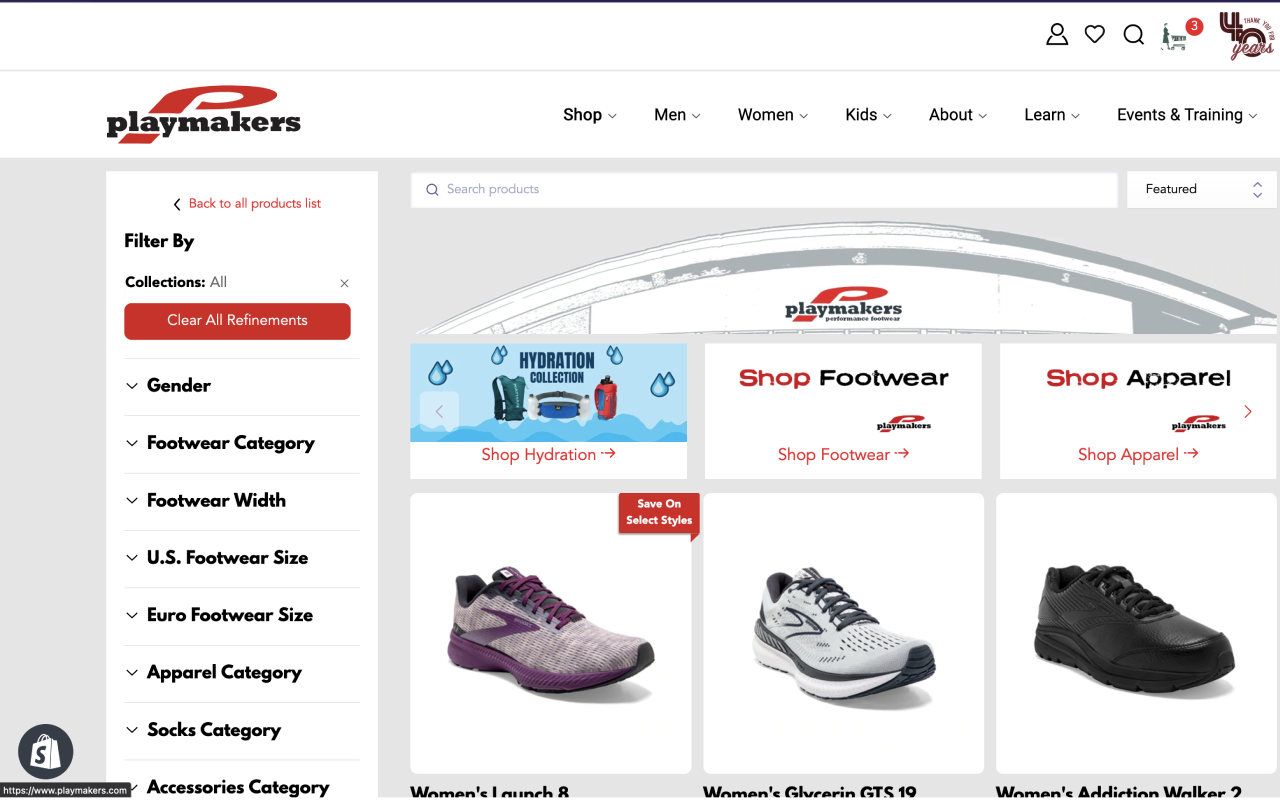 3
40
THANK YOU FOR
years
playmakers
Shop
Men
Women
Kids
About
Learn
Events & Training
Back to all products list
Filter By
Collections: All
Clear All Refinements
Gender
Footwear Category
Footwear Width
U.S. Footwear Size
Euro Footwear Size
Apparel Category
Socks Category
Accessories Category
https://www.playmakers.com
Search products
Featured
playmakers
performance footwear
HYDRATION
COLLECTION
Shop Hydration
Shop Footwear
playmakers
Shop Footwear
Shop Apparel
playmakers
Shop Apparel
Save On
Select Styles
Women's Launch 8
Women's Glycerin GTS 19
Women's Addiction Walker 2